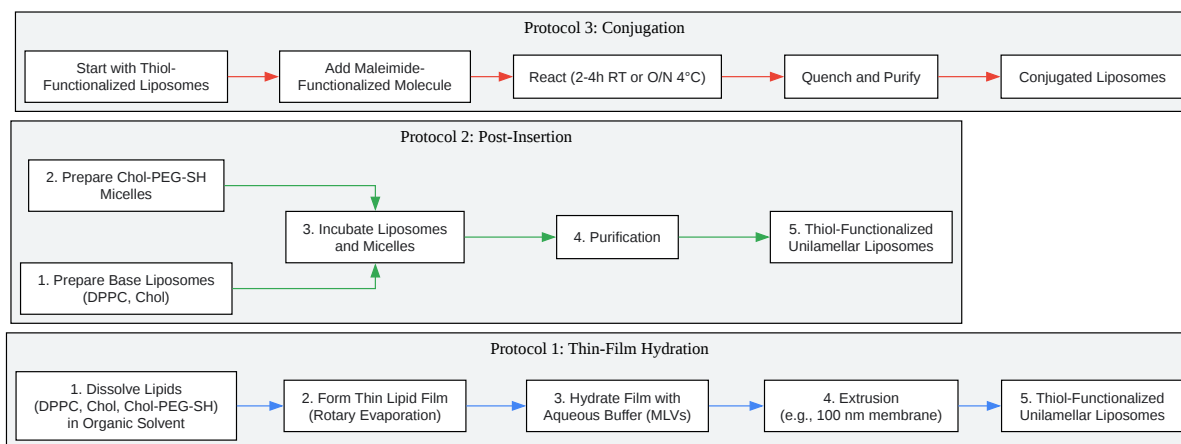 Protocol 3: Conjugation
Start with Thiol-
Functionalized Liposomes
Add Maleimide-
Functionalized Molecule
React (2-4h RT or O/N 4°C)
Quench and Purify
Conjugated Liposomes
Protocol 2: Post-Insertion
2. Prepare Chol-PEG-SH
Micelles
1. Prepare Base Liposomes
(DPPC, Chol)
3. Incubate Liposomes
and Micelles
4. Purification
5. Thiol-Functionalized
Unilamellar Liposomes
Protocol 1: Thin-Film Hydration
1. Dissolve Lipids
(DPPC, Chol, Chol-PEG-SH)
in Organic Solvent
2. Form Thin Lipid Film
(Rotary Evaporation)
3. Hydrate Film with
Aqueous Buffer (MLVs)
4. Extrusion
(e.g., 100 nm membrane)
5. Thiol-Functionalized
Unilamellar Liposomes